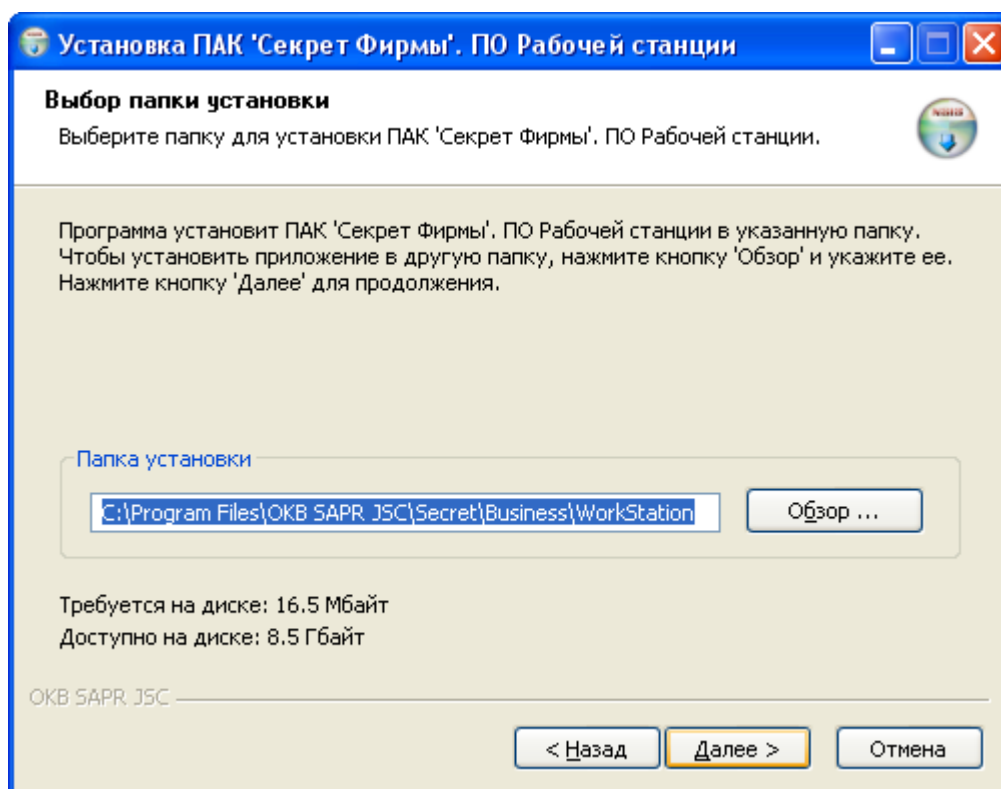 Установка ПАК 'Секрет Фирмы'. ПО Рабочей станции
Выбор папки установки
Выберите папку для установки ПАК 'Секрет Фирмы'. ПО Рабочей станции.
Программа установит ПАК 'Секрет Фирмы'. ПО Рабочей станции в указанную папку.
Чтобы установить приложение в другую папку, нажмите кнопку 'Обзор' и укажите ее.
Нажмите кнопку 'Далее' для продолжения.
Папка установки
C:\Program Files\OKB SAPR JSC\Secret\Business\WorkStation
Обзор ...
Требуется на диске: 16.5 Мбайт
Доступно на диске: 8.5 Гбайт
OKB SAPR JSC
< Назад
Далее >
Отмена